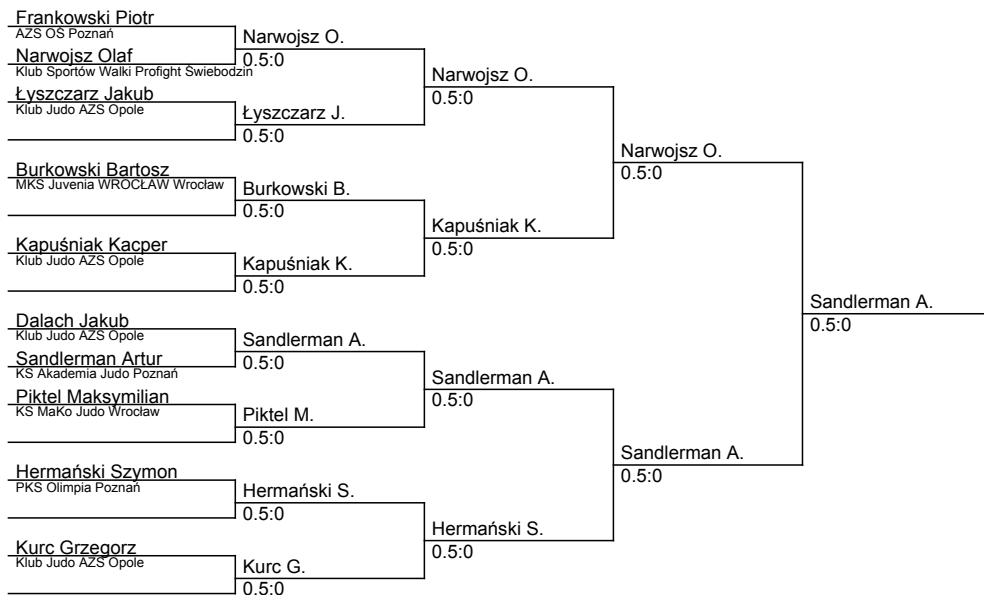 Frankowski Piotr
AZS OŚ Poznań
Narwojsz Olaf
Klub Sportów Walki Profight Świebodzin
Łyszczarz Jakub
Klub Judo AZS Opole
Burkowski Bartosz
MKS Juvenia WROCŁAW Wrocław
Kapuśniak Kacper
Klub Judo AZS Opole
Dalach Jakub
Klub Judo AZS Opole
Sandlerman Artur
KS Akademia Judo Poznań
Piktel Maksymilian
KS MaKo Judo Wrocław
Hermański Szymon
PKS Olimpia Poznań
Kurc Grzegorz
Klub Judo AZS Opole
Narwojsz O.
0.5:0
Łyszczarz J.
0.5:0
Burkowski B.
0.5:0
Kapuśniak K.
0.5:0
Sandlerman A.
0.5:0
Piktel M.
0.5:0
Hermański S.
0.5:0
Kurc G.
0.5:0
Narwojsz O.
0.5:0
Kapuśniak K.
0.5:0
Sandlerman A.
0.5:0
Hermański S.
0.5:0
Narwojsz O.
0.5:0
Sandlerman A.
0.5:0
Sandlerman A.
0.5:0